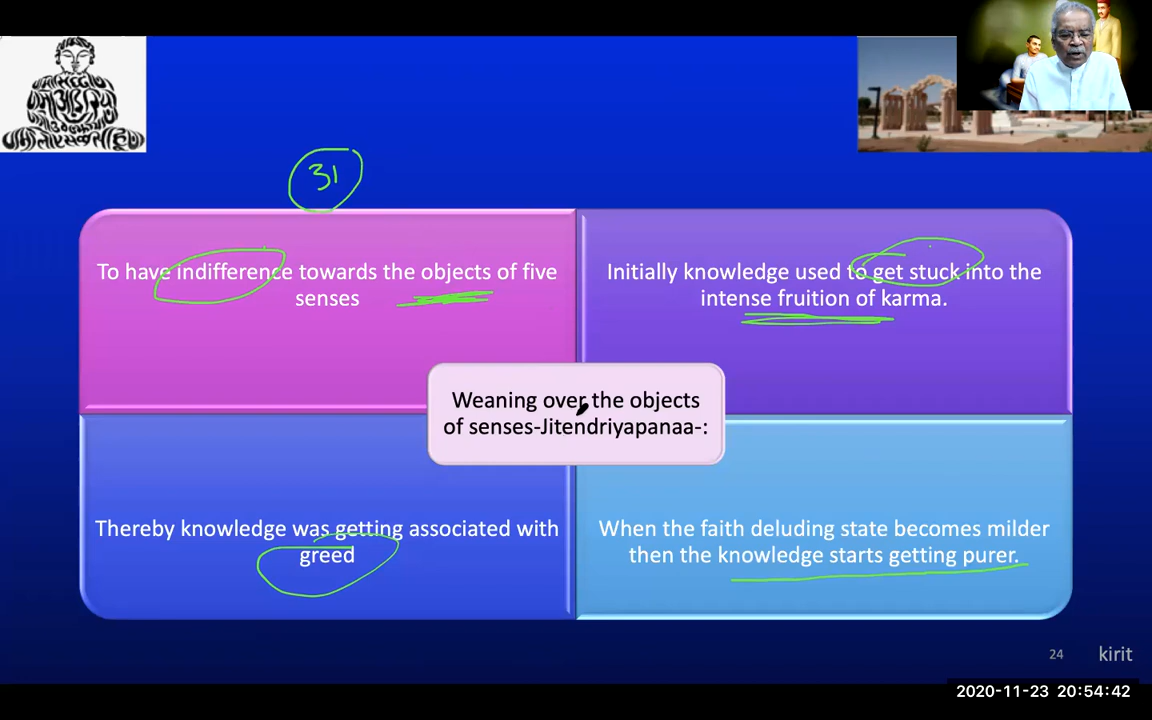 31
To have indifference towards the objects of five
senses
Initially knowledge used to get stuck into the
intense fruition of karma.
Weaning over the objects
of senses-Jitendriyapanaa-:
Thereby knowledge was getting associated with
greed
When the faith deluding state becomes milder
then the knowledge starts getting purer.
24
kirit
2020-11-23 20:54:42